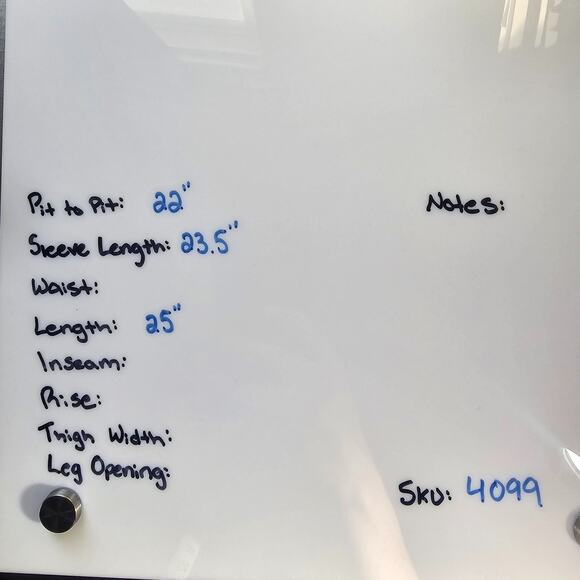 Pit to Pit: 22"
Notes:
Sleeve Length: 23.5"
Waist:
Length: 25"
Inseam:
Rise:
Thigh Width:
Leg Opening:
SKU: 4099